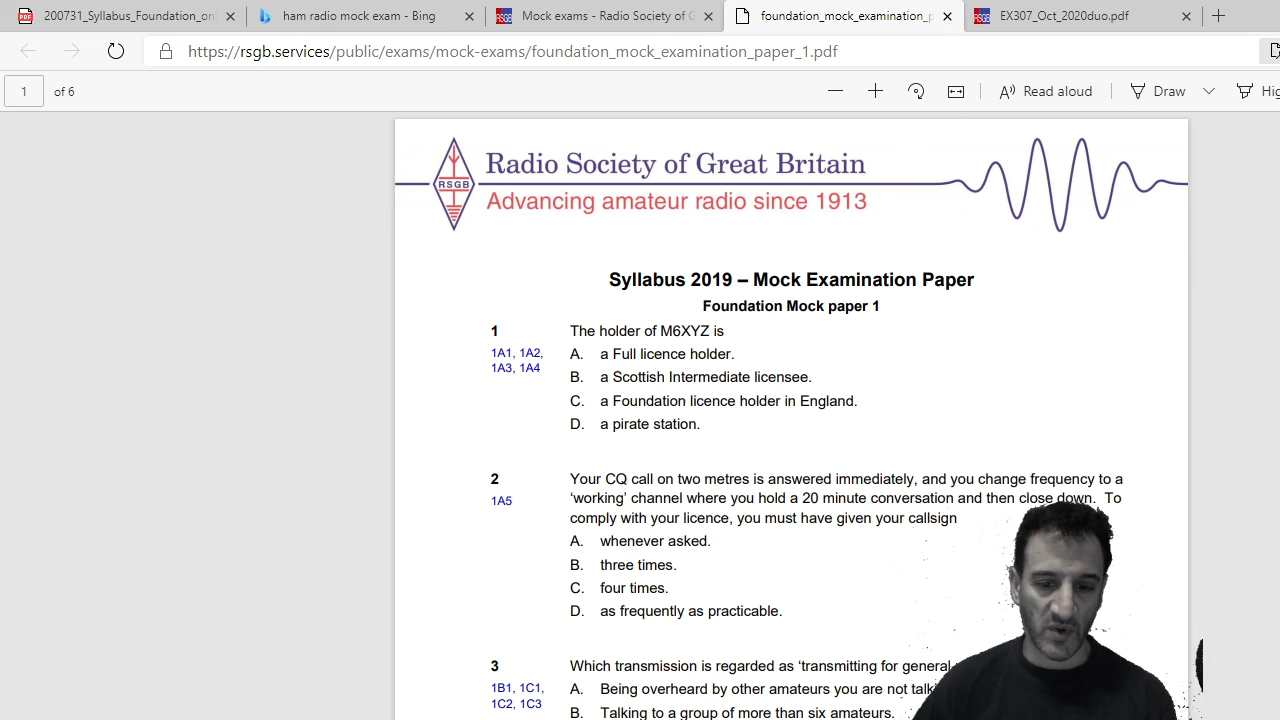 200731_Syllabus_Foundation_onl
ham radio mock exam - Bing
Mock exams - Radio Society of G
foundation_mock_examination_p
EX307_Oct_2020duo.pdf
https://rsgb.services/public/exams/mock-exams/foundation_mock_examination_paper_1.pdf
1 of 6
Read aloud
Draw
RSGB
Radio Society of Great Britain
Advancing amateur radio since 1913
Syllabus 2019 – Mock Examination Paper
Foundation Mock paper 1
1 The holder of M6XYZ is
1A1, 1A2, A. a Full licence holder.
1A3, 1A4
B. a Scottish Intermediate licensee.
C. a Foundation licence holder in England.
D. a pirate station.
2 Your CQ call on two metres is answered immediately, and you change frequency to a
1A5 ‘working’ channel where you hold a 20 minute conversation and then close down. To
comply with your licence, you must have given your callsign
A. whenever asked.
B. three times.
C. four times.
D. as frequently as practicable.
3 Which transmission is regarded as ‘transmitting for general
1B1, 1C1, A. Being overheard by other amateurs you are not
1C2, 1C3 B. Talking to a group of more than six amateurs.